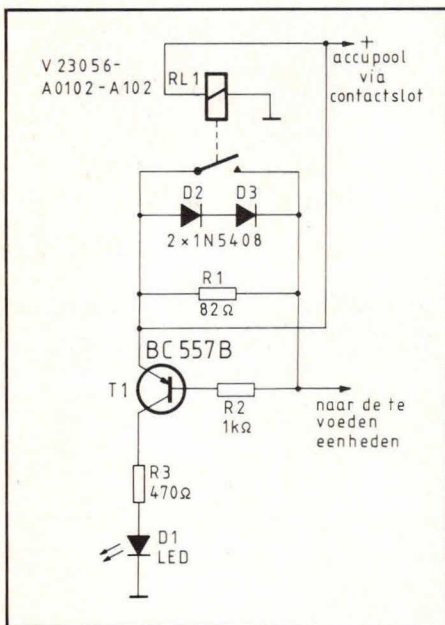 V 23056-
A0102-A102
RL1
+
accupool
via
contactslot
D2
D3
2×1N5408
R1
82Ω
BC 557B
T1
R2
1kΩ
naar de te
voeden
eenheden
R3
470Ω
D1
LED